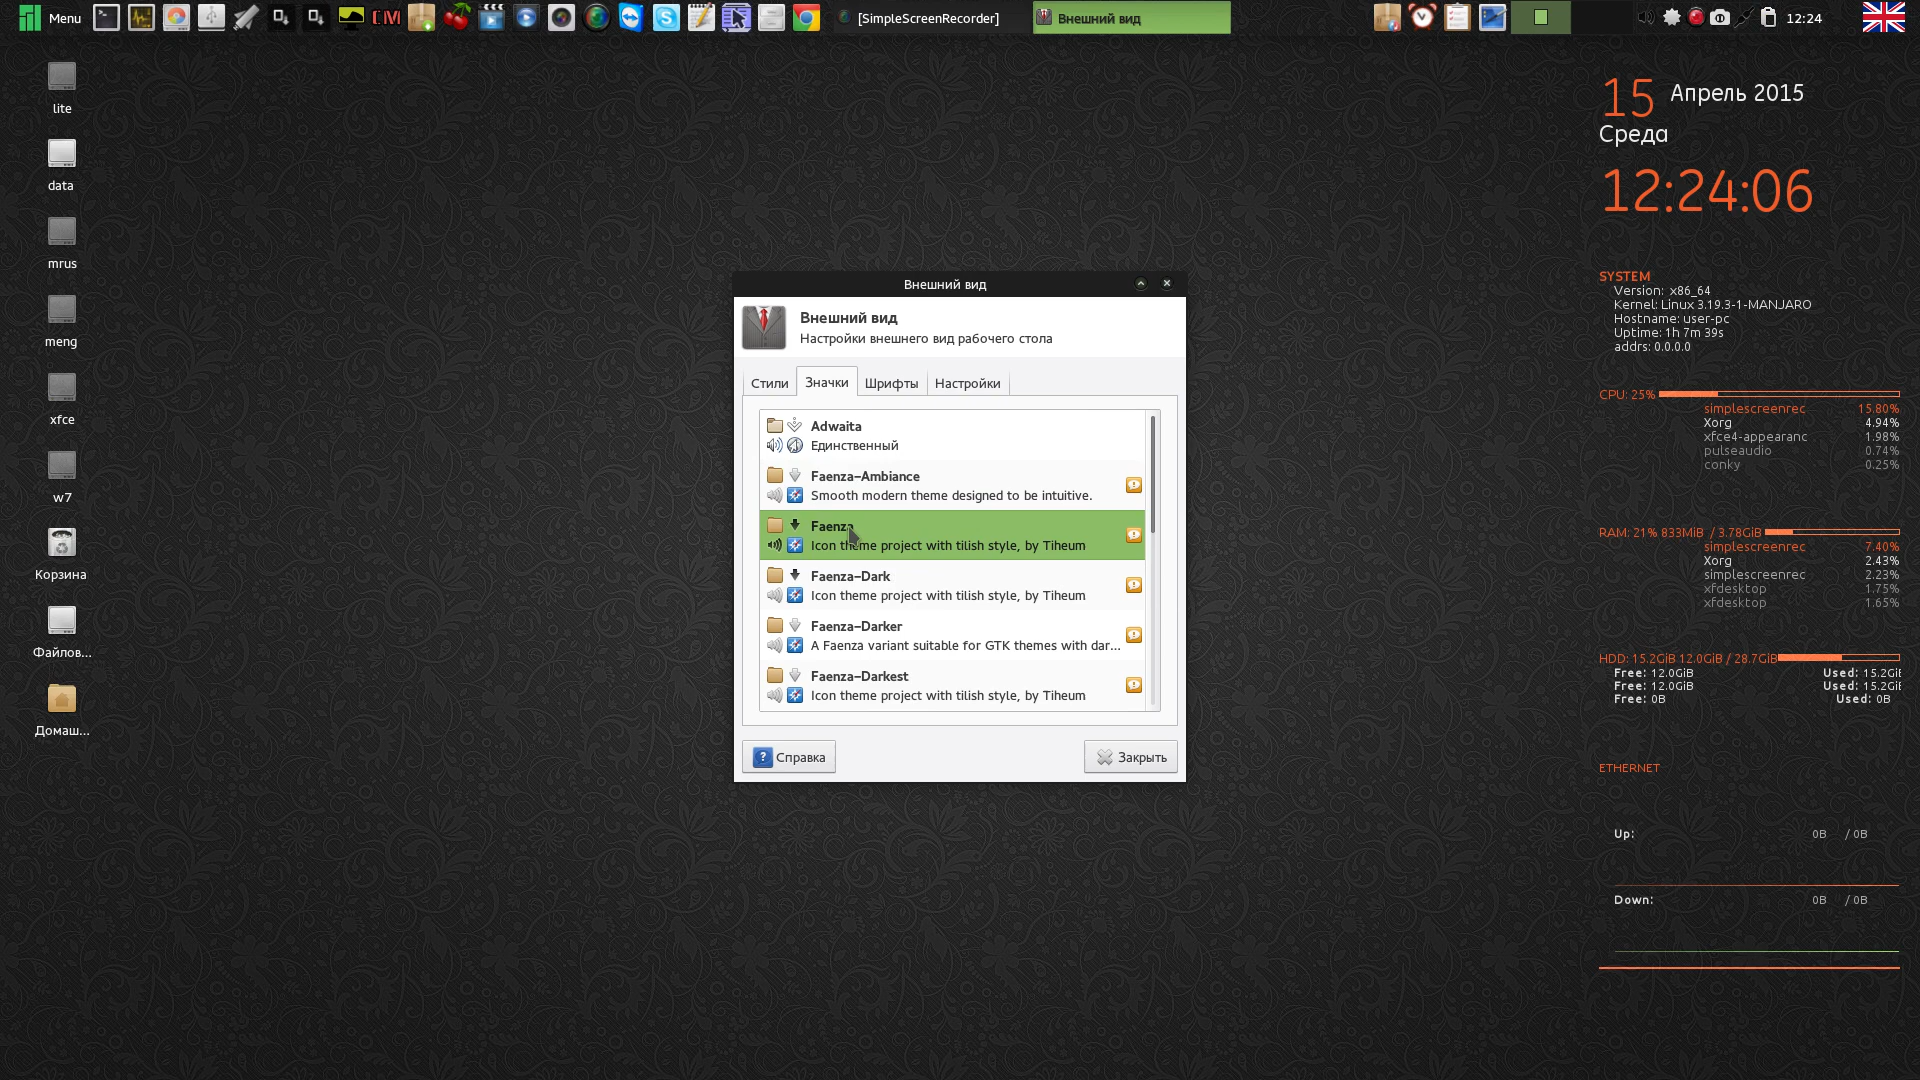 Menu
[SimpleScreenRecorder]
Внешний вид
12:24
lite
data
mrus
meng
xfce
w7
Корзина
Файлов...
Домаш...
Внешний вид
Внешний вид
Настройки внешнего вид рабочего стола
Стили Значки Шрифты Настройки
Adwaita
Единственный
Faenza-Ambiance
Smooth modern theme designed to be intuitive.
Faenza
Icon theme project with tilish style, by Tiheum
Faenza-Dark
Icon theme project with tilish style, by Tiheum
Faenza-Darker
A Faenza variant suitable for GTK themes with dar...
Faenza-Darkest
Icon theme project with tilish style, by Tiheum
Справка
Закрыть
15 Апрель 2015
Среда
12:24:06
SYSTEM
Version: x86_64
Kernel: Linux 3.19.3-1-MANJARO
Hostname: user-pc
Uptime: 1h 7m 39s
addrs: 0.0.0.0
CPU: 25%
simplescreenrec 15.80%
Xorg 4.94%
xfce4-appearanc 1.98%
pulseaudio 0.74%
conky 0.25%
RAM: 21% 833MiB / 3.78GiB
simplescreenrec 7.40%
Xorg 2.43%
simplescreenrec 2.23%
xfdesktop 1.75%
xfdesktop 1.65%
HDD: 15.2GiB 12.0GiB / 28.7GiB
Free: 12.0GiB Used: 15.2GiB
Free: 12.0GiB Used: 15.2GiB
Free: 0B Used: 0B
ETHERNET
Up: 0B / 0B
Down: 0B / 0B